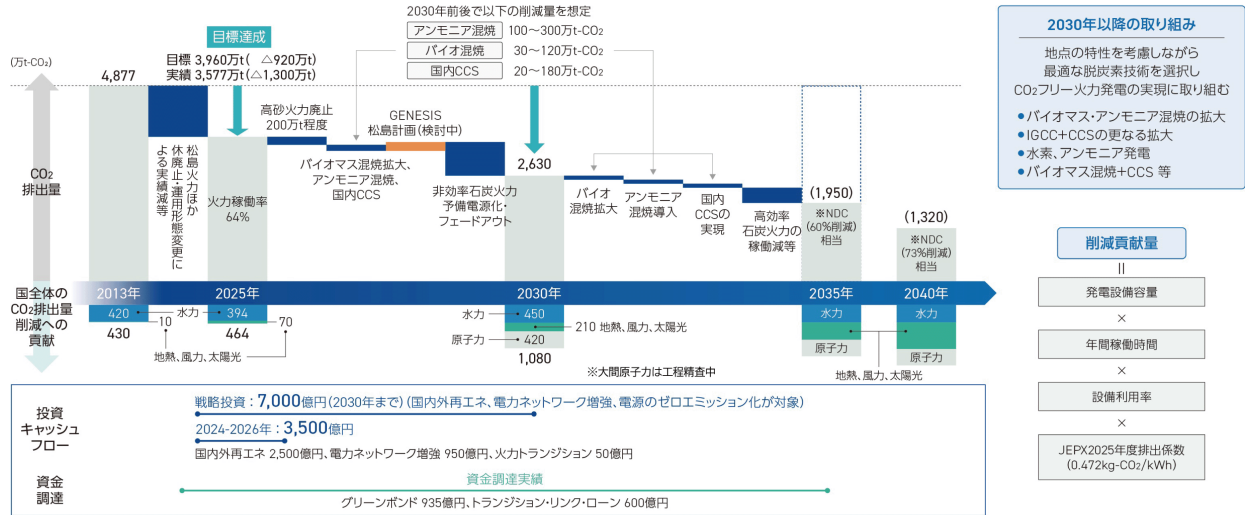 2030年前後で以下の削減量を想定
アンモニア混焼 100～300万t-CO₂
バイオ混焼 30～120万t-CO₂
国内CCS 20～180万t-CO₂
目標達成
目標 3,960万t（△920万t）
実績 3,577万t（△1,300万t）
(万t-CO₂)
4,877
CO₂
排出量
松島火力ほか
休廃止・運用形態変更に
よる実績減等
火力稼働率
64%
高砂火力廃止
200万t程度
バイオマス混焼拡大、
アンモニア混焼、
国内CCS
GENESIS
松島計画（検討中）
非効率石炭火力
予備電源化・
フェードアウト
2,630
バイオ
混焼拡大
アンモニア
混焼導入
国内
CCSの
実現
高効率
石炭火力の
稼働減等
(1,950)
※NDC
(60%削減)
相当
(1,320)
※NDC
(73%削減)
相当
2013年
2025年
2030年
2035年
2040年
国全体の
CO₂排出量
削減への
貢献
420
水力
394
10
70
430
464
地熱、風力、太陽光
水力
450
210 地熱、風力、太陽光
原子力
420
1,080
※大間原子力は工程精査中
水力
水力
原子力
原子力
地熱、風力、太陽光
投資
キャッシュ
フロー
戦略投資：7,000億円（2030年まで）（国内外再エネ、電力ネットワーク増強、電源のゼロエミッション化が対象）
2024-2026年：3,500億円
国内外再エネ 2,500億円、電力ネットワーク増強 950億円、火力トランジション 50億円
資金
調達
資金調達実績
グリーンボンド 935億円、トランジション・リンク・ローン 600億円
2030年以降の取り組み
地点の特性を考慮しながら
最適な脱炭素技術を選択し
CO₂フリー火力発電の実現に取り組む
●バイオマス・アンモニア混焼の拡大
●IGCC+CCSの更なる拡大
●水素、アンモニア発電
●バイオマス混焼+CCS 等
削減貢献量
=
発電設備容量
×
年間稼働時間
×
設備利用率
×
JEPX2025年度排出係数
(0.472kg-CO₂/kWh)